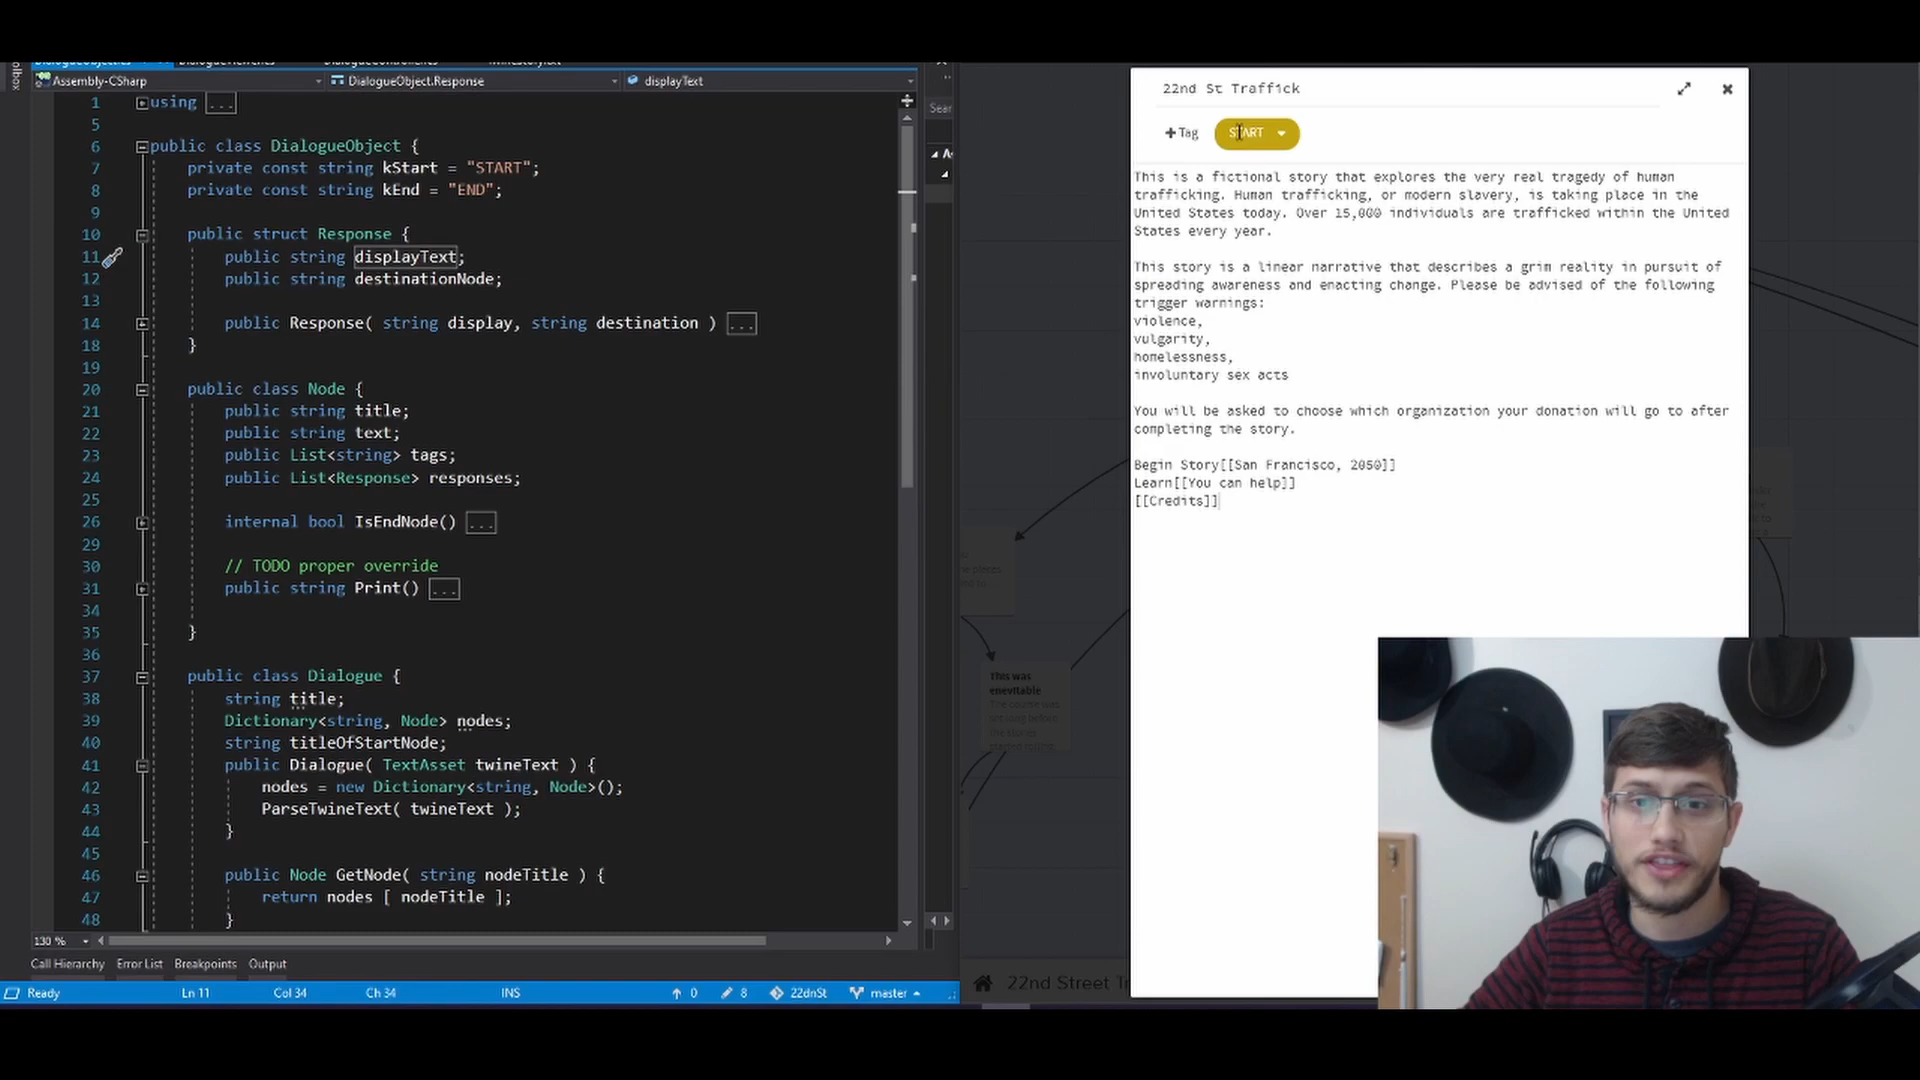 Assembly-CSharp
DialogueObject.Response
displayText
1 using ...
5
6 public class DialogueObject {
7 private const string kStart = "START";
8 private const string kEnd = "END";
9
10 public struct Response {
11 public string displayText;
12 public string destinationNode;
13
14 public Response( string display, string destination ) ...
18 }
19
20 public class Node {
21 public string title;
22 public string text;
23 public List<string> tags;
24 public List<Response> responses;
25
26 internal bool IsEndNode() ...
29
30 // TODO proper override
31 public string Print() ...
34
35 }
36
37 public class Dialogue {
38 string title;
39 Dictionary<string, Node> nodes;
40 string titleOfStartNode;
41 public Dialogue( TextAsset twineText ) {
42 nodes = new Dictionary<string, Node>();
43 ParseTwineText( twineText );
44 }
45
46 public Node GetNode( string nodeTitle ) {
47 return nodes [ nodeTitle ];
48 }
130 %
Call Hierarchy Error List Breakpoints Output
Ready Ln 11 Col 34 Ch 34 INS 0 8 22dnSt master
Sear
22nd St Traffick
+Tag START
This is a fictional story that explores the very real tragedy of human
trafficking. Human trafficking, or modern slavery, is taking place in the
United States today. Over 15,000 individuals are trafficked within the United
States every year.
This story is a linear narrative that describes a grim reality in pursuit of
spreading awareness and enacting change. Please be advised of the following
trigger warnings:
violence,
vulgarity,
homelessness,
involuntary sex acts
You will be asked to choose which organization your donation will go to after
completing the story.
Begin Story[[San Francisco, 2050]]
Learn[[You can help]]
[[Credits]]
This was
enevitable
The course was
set long before
the stakes
started rolling.
22nd Street Tr